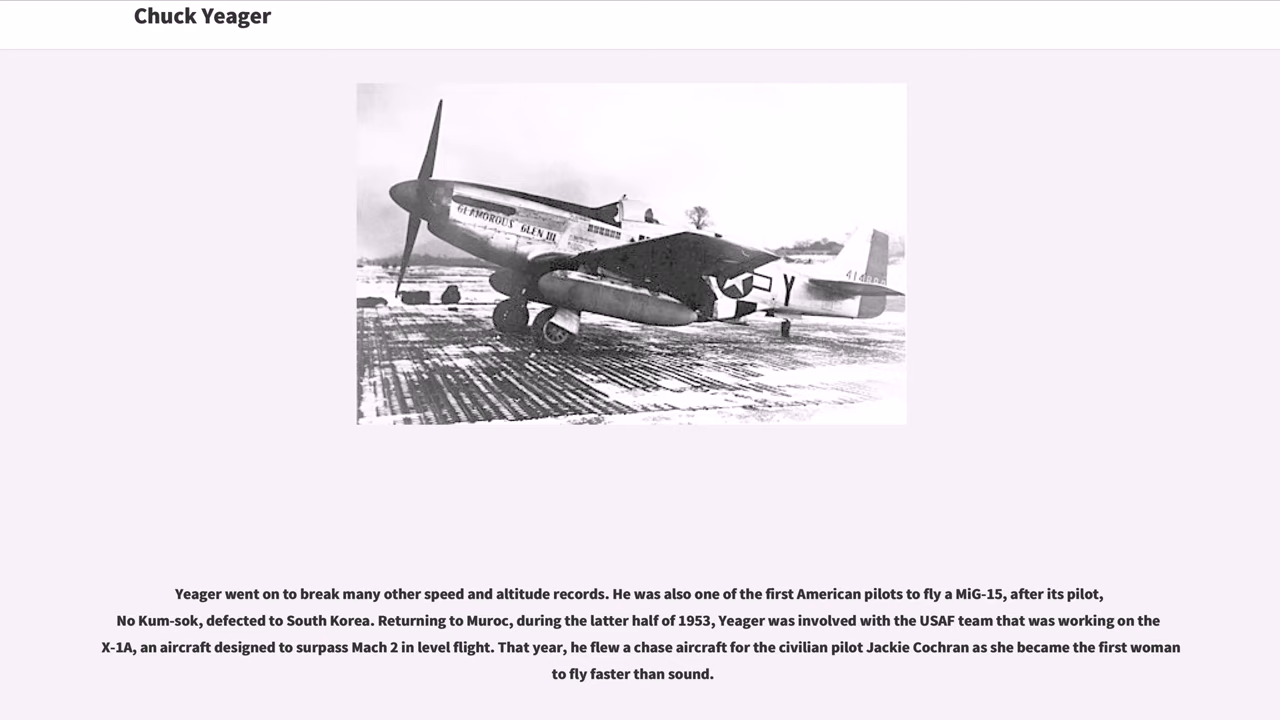 Chuck Yeager
GLAMOROUS GLEN III
Y
Yeager went on to break many other speed and altitude records. He was also one of the first American pilots to fly a MiG-15, after its pilot,
No Kum-sok, defected to South Korea. Returning to Muroc, during the latter half of 1953, Yeager was involved with the USAF team that was working on the
X-1A, an aircraft designed to surpass Mach 2 in level flight. That year, he flew a chase aircraft for the civilian pilot Jackie Cochran as she became the first woman
to fly faster than sound.